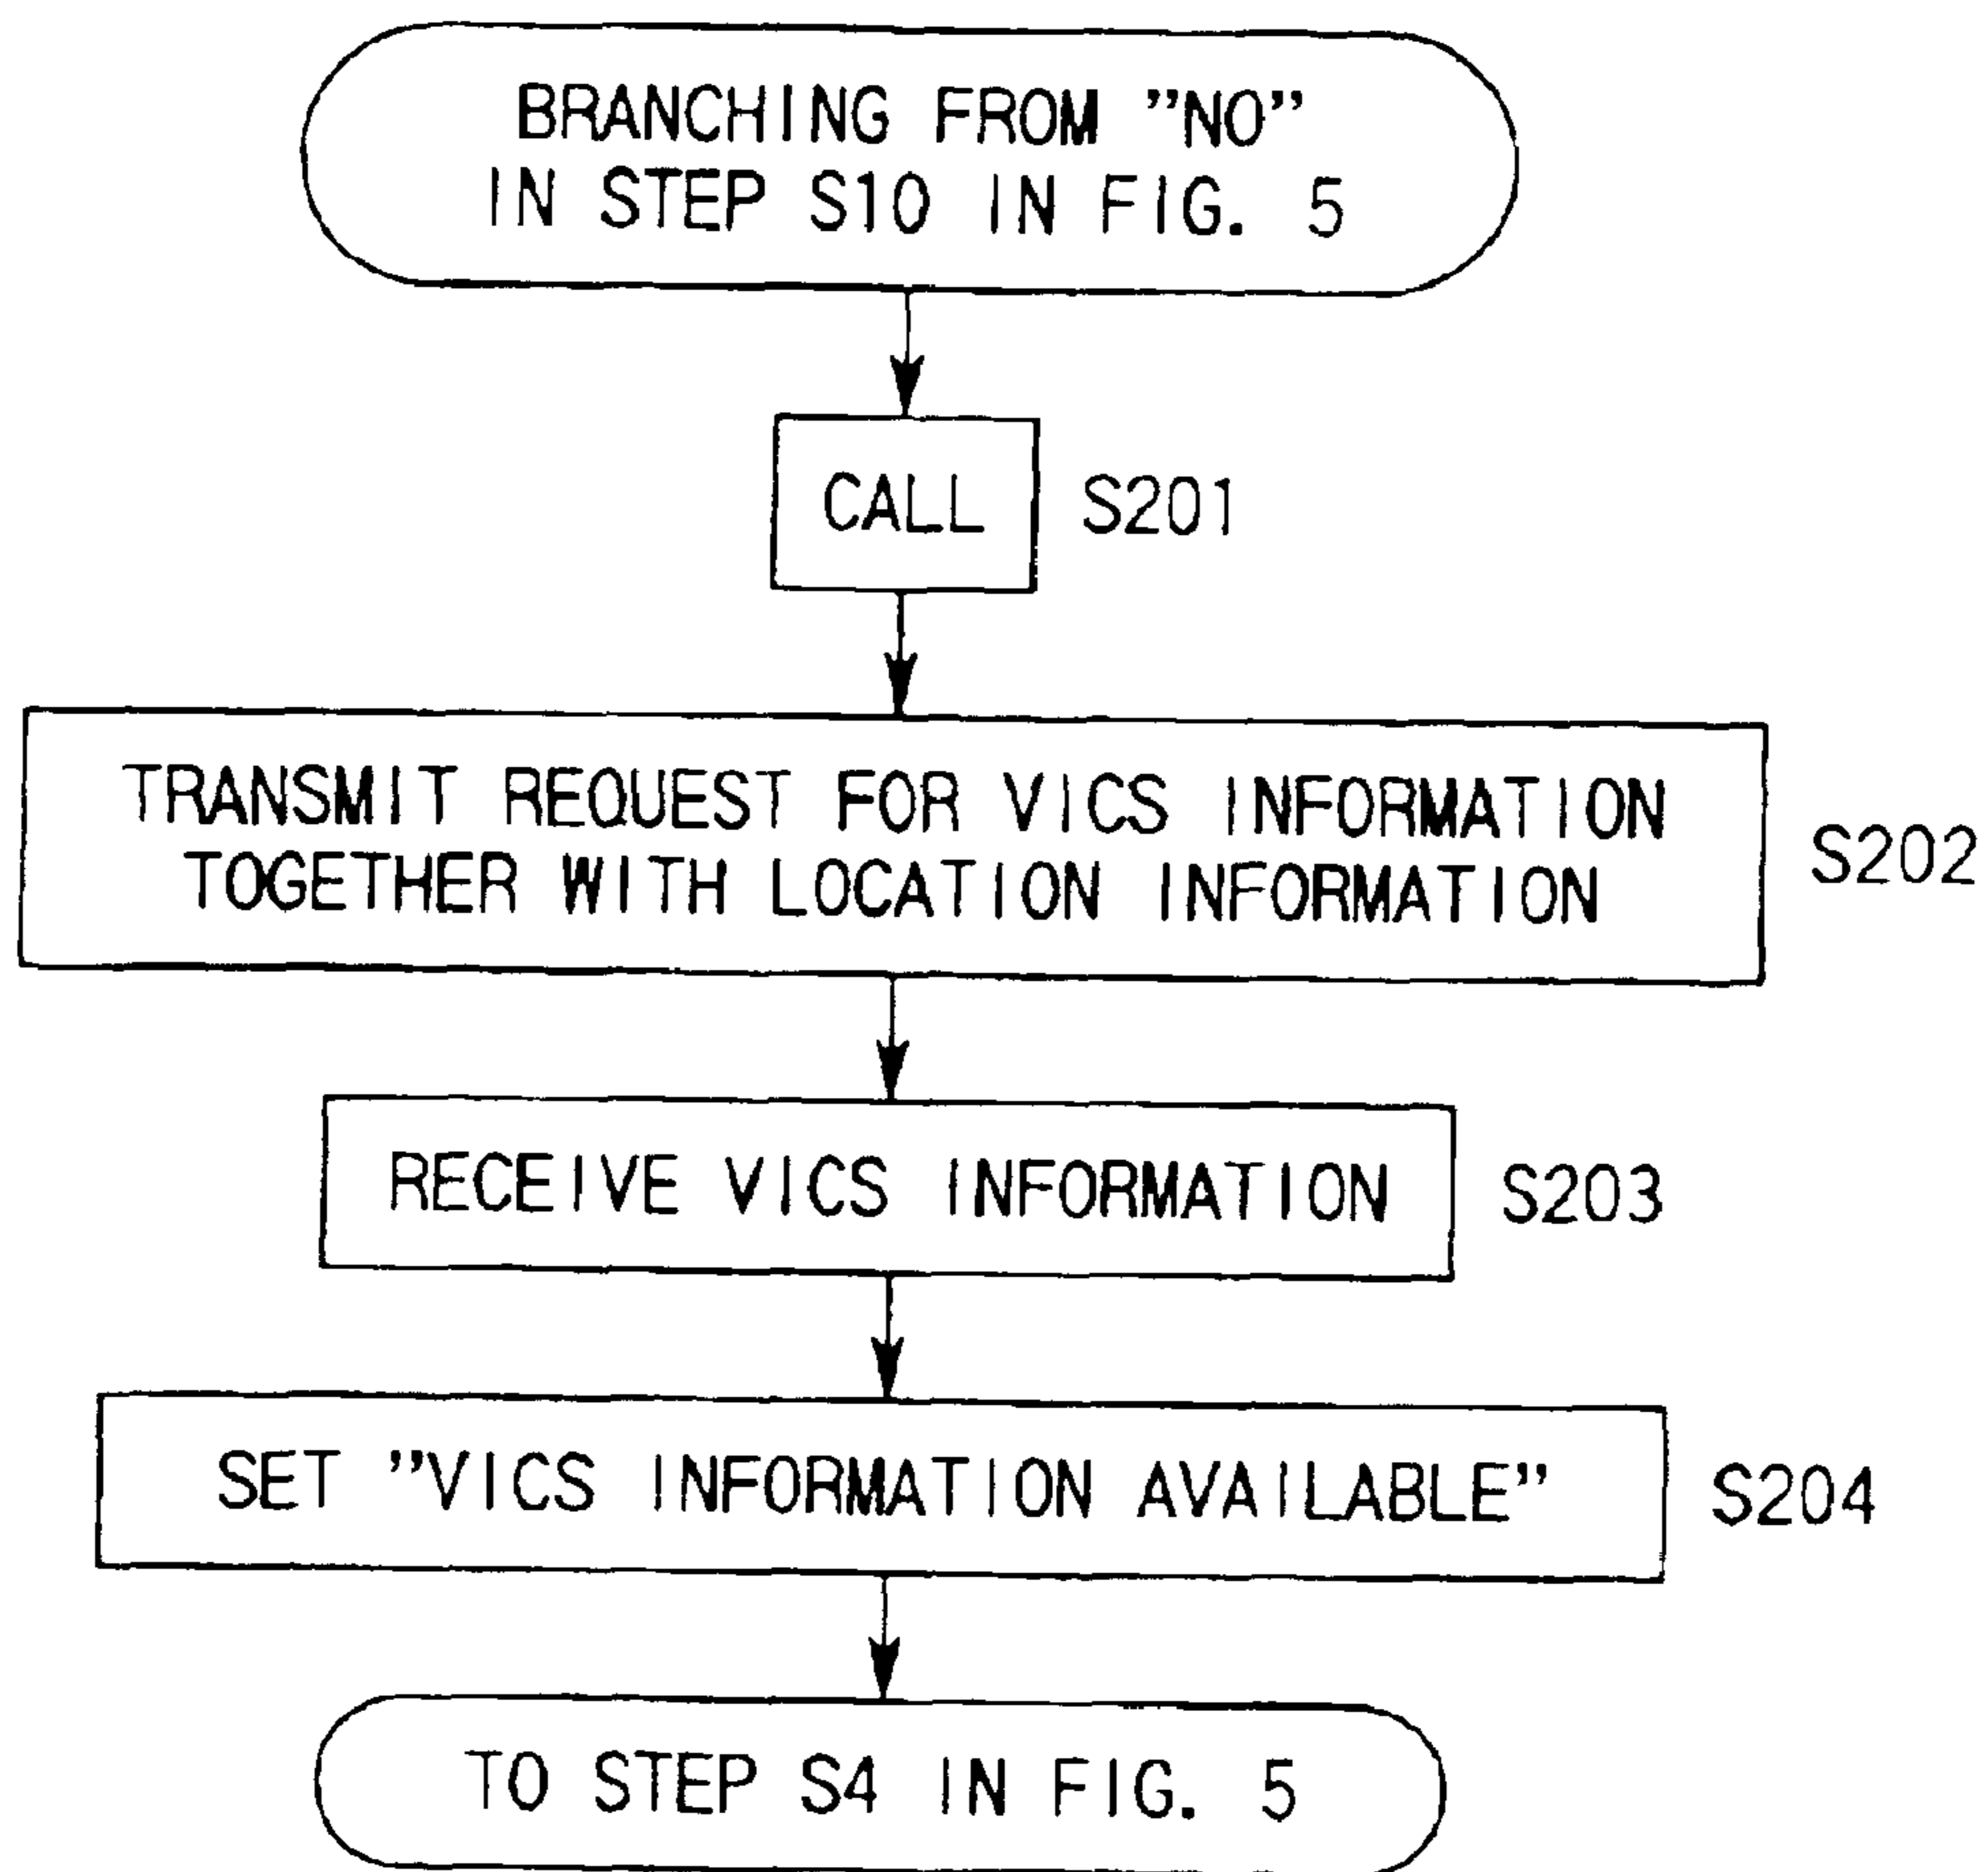 BRANCHING FROM "NO"
IN STEP S10 IN FIG. 5
CALL S201
TRANSMIT REQUEST FOR VICS INFORMATION
TOGETHER WITH LOCATION INFORMATION
S202
RECEIVE VICS INFORMATION S203
SET "VICS INFORMATION AVAILABLE" S204
TO STEP S4 IN FIG. 5